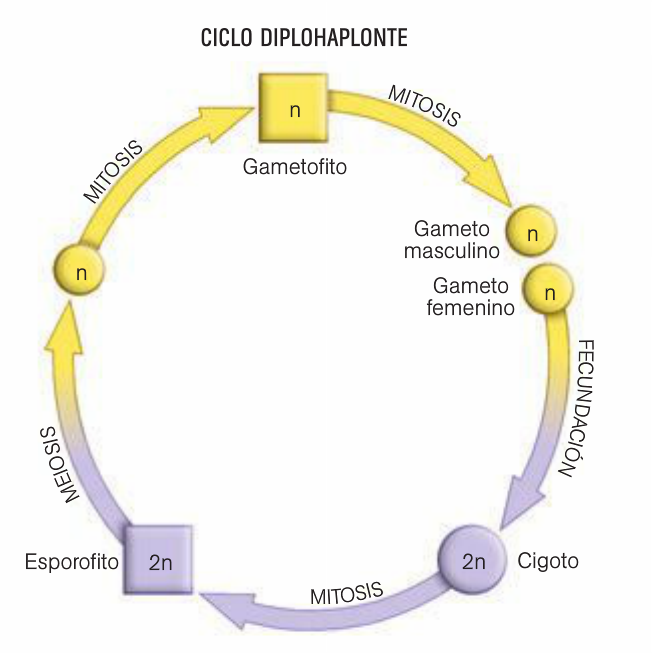 CICLO DIPLOHAPLONTE
n
Gametofito
MITOSIS
Gameto
masculino
n
Gameto
femenino
n
FECUNDACIÓN
2n
Cigoto
MITOSIS
Esporofito
2n
MEIOSIS
n
MITOSIS